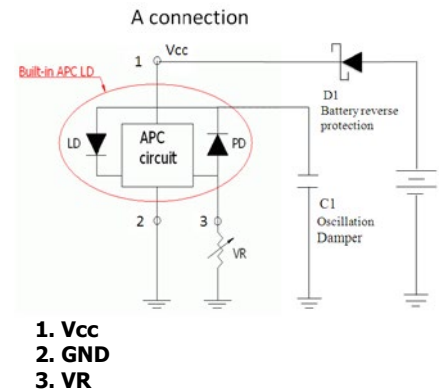 A connection
1 Vcc
Built-in APC LD
D1
Battery reverse
protection
LD
APC
circuit
PD
C1
Oscillation
Damper
2
3
VR
1. Vcc
2. GND
3. VR